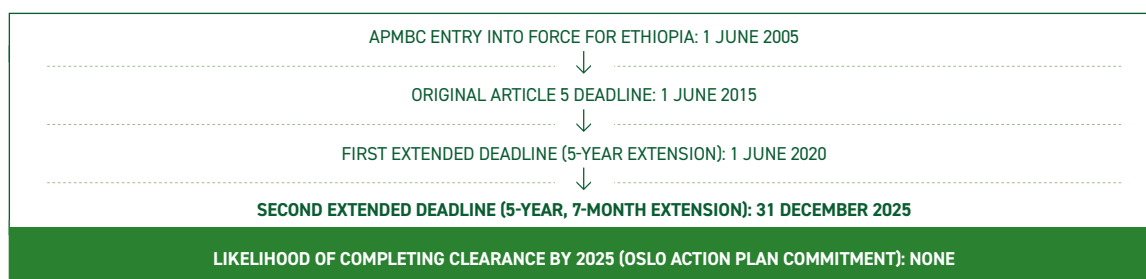 APMBC ENTRY INTO FORCE FOR ETHIOPIA: 1 JUNE 2005
ORIGINAL ARTICLE 5 DEADLINE: 1 JUNE 2015
FIRST EXTENDED DEADLINE (5-YEAR EXTENSION): 1 JUNE 2020
SECOND EXTENDED DEADLINE (5-YEAR, 7-MONTH EXTENSION): 31 DECEMBER 2025
LIKELIHOOD OF COMPLETING CLEARANCE BY 2025 (OSLO ACTION PLAN COMMITMENT): NONE